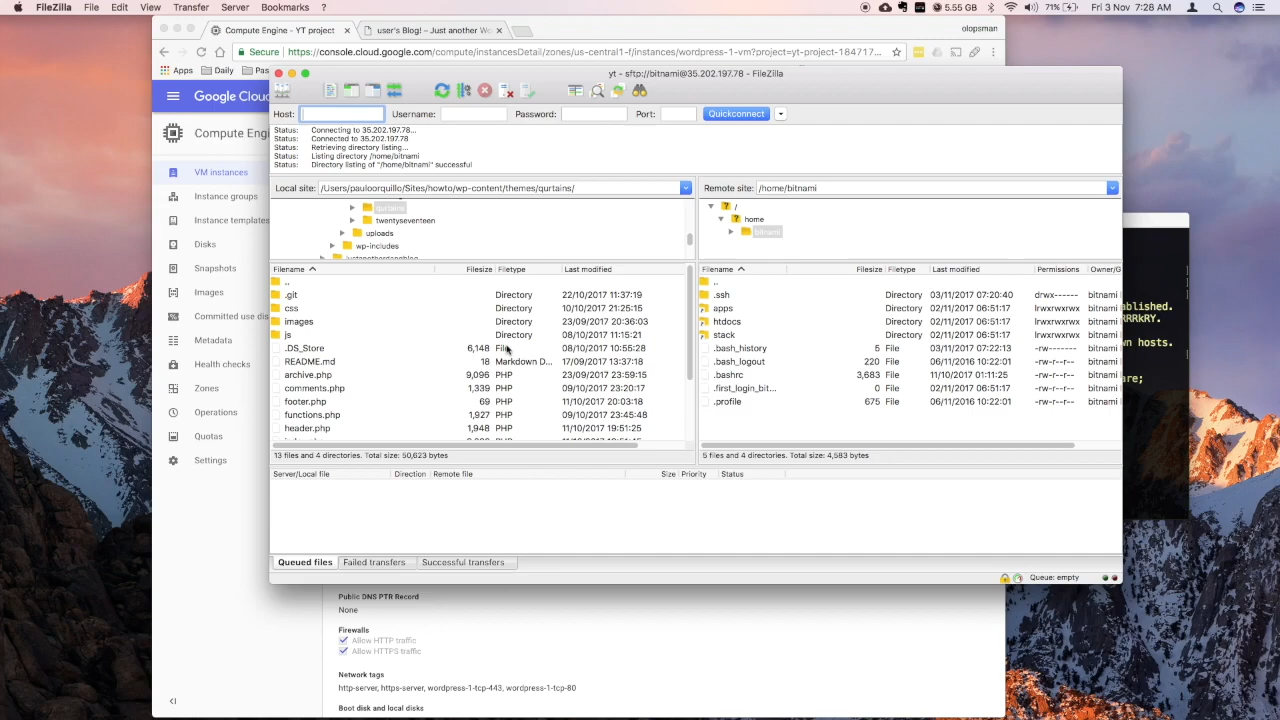 FileZilla File Edit View Transfer Server Bookmarks ? 5.55 GB 71% Fri 3 Nov 7:28 AM
Compute Engine - YT project user's Blog! – Just another W olopsman
Secure https://console.cloud.google.com/compute/instancesDetail/zones/us-central1-f/instances/wordpress-1-vm?project=yt-project-184717...
Apps Daily Pas
yt - sftp://bitnami@35.202.197.78 - FileZilla
Google Cloud
Host: Username: Password: Port: Quickconnect
Compute Engi
Status: Connecting to 35.202.197.78...
Status: Connected to 35.202.197.78
Status: Retrieving directory listing...
Status: Listing directory /home/bitnami
Status: Directory listing of "/home/bitnami" successful
VM instances
Instance groups
Instance templates
Disks
Snapshots
Images
Committed use dis
Metadata
Health checks
Zones
Operations
Quotas
Settings
Local site: /Users/pauloorquillo/Sites/howto/wp-content/themes/qurtains/
qurtains
twentyseventeen
uploads
wp-includes
justanotherdangblog
Filename Filesize Filetype Last modified
..
.git Directory 22/10/2017 11:37:19
css Directory 10/10/2017 21:25:15
images Directory 23/09/2017 20:36:03
js Directory 08/10/2017 11:15:21
.DS_Store 6,148 File 08/10/2017 10:55:28
README.md 18 Markdown D... 17/09/2017 13:37:18
archive.php 9,096 PHP 23/09/2017 23:59:15
comments.php 1,339 PHP 09/10/2017 23:20:17
footer.php 69 PHP 11/10/2017 20:03:18
functions.php 1,927 PHP 09/10/2017 23:45:48
header.php 1,948 PHP 11/10/2017 19:51:25
13 files and 4 directories. Total size: 50,623 bytes
Remote site: /home/bitnami
/
home
bitnami
Filename Filesize Filetype Last modified Permissions Owner/G
..
.ssh Directory 03/11/2017 07:20:40 drwx------ bitnami
apps Directory 02/11/2017 06:51:17 lrwxrwxrwx bitnami
htdocs Directory 02/11/2017 06:51:17 lrwxrwxrwx bitnami
stack Directory 02/11/2017 06:51:17 lrwxrwxrwx bitnami
.bash_history 5 File 03/11/2017 07:22:13 -rw------- bitnami
.bash_logout 220 File 06/11/2016 10:22:01 -rw-r--r-- bitnami
.bashrc 3,683 File 11/10/2017 01:11:25 -rw-r--r-- bitnami
.first_login_bit... 0 File 02/11/2017 06:51:17 -rw-r--r-- bitnami
.profile 675 File 06/11/2016 10:22:01 -rw-r--r-- bitnami
5 files and 4 directories. Total size: 4,583 bytes
ablished.
RRRkRY.
wn hosts.
are;
Server/Local file Direction Remote file Size Priority Status
Queued files Failed transfers Successful transfers
Queue: empty
Public DNS PTR Record
None
Firewalls
Allow HTTP traffic
Allow HTTPS traffic
Network tags
http-server, https-server, wordpress-1-tcp-443, wordpress-1-tcp-80
Boot disk and local disks